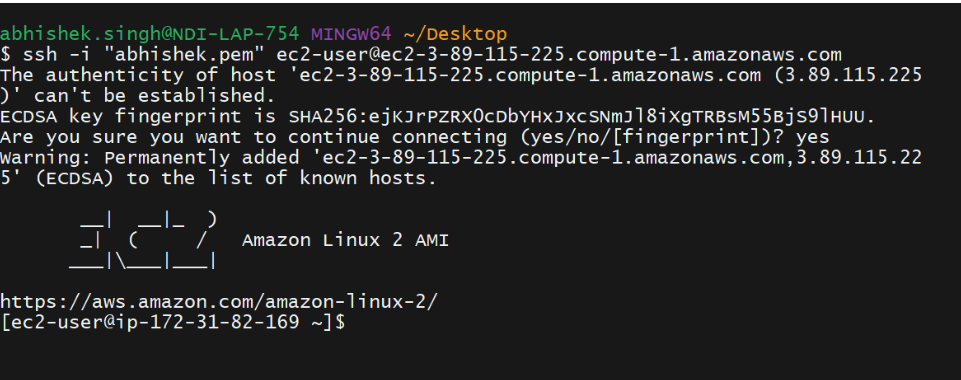 abhishek.singh@NDI-LAP-754 MINGW64 ~/Desktop
$ ssh -i "abhishek.pem" ec2-user@ec2-3-89-115-225.compute-1.amazonaws.com
The authenticity of host 'ec2-3-89-115-225.compute-1.amazonaws.com (3.89.115.225
)' can't be established.
ECDSA key fingerprint is SHA256:ejKJrPZRXOcDbYHxJxcSNmJl8iXgTRBsM55BjS9lHUU.
Are you sure you want to continue connecting (yes/no/[fingerprint])? yes
Warning: Permanently added 'ec2-3-89-115-225.compute-1.amazonaws.com,3.89.115.22
5' (ECDSA) to the list of known hosts.

       __|  __|_  )
       _|  (     /   Amazon Linux 2 AMI
      ___|\___|___|

https://aws.amazon.com/amazon-linux-2/
[ec2-user@ip-172-31-82-169 ~]$